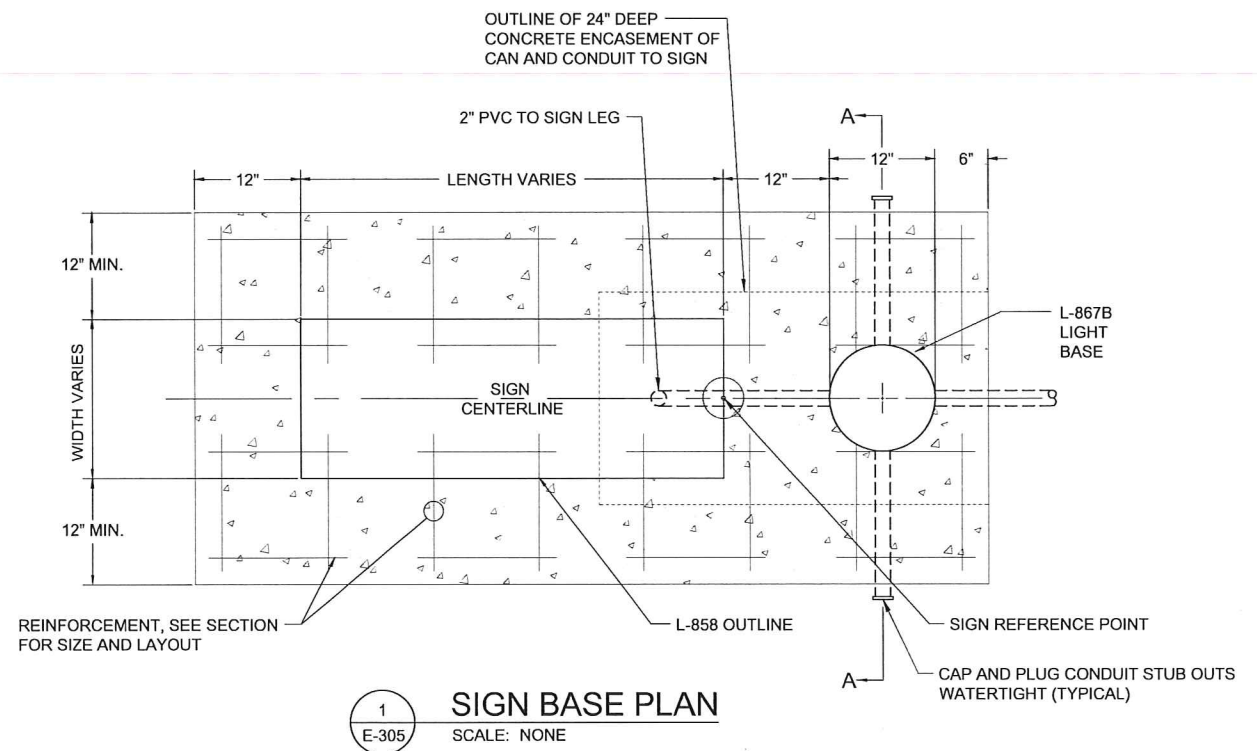 OUTLINE OF 24" DEEP
CONCRETE ENCASEMENT OF
CAN AND CONDUIT TO SIGN
2" PVC TO SIGN LEG
A
12"
LENGTH VARIES
12"
12"
6"
12" MIN.
WIDTH VARIES
12" MIN.
SIGN
CENTERLINE
L-867B
LIGHT
BASE
REINFORCEMENT, SEE SECTION
FOR SIZE AND LAYOUT
L-858 OUTLINE
SIGN REFERENCE POINT
A
CAP AND PLUG CONDUIT STUB OUTS
WATERTIGHT (TYPICAL)
1
E-305
SIGN BASE PLAN
SCALE: NONE